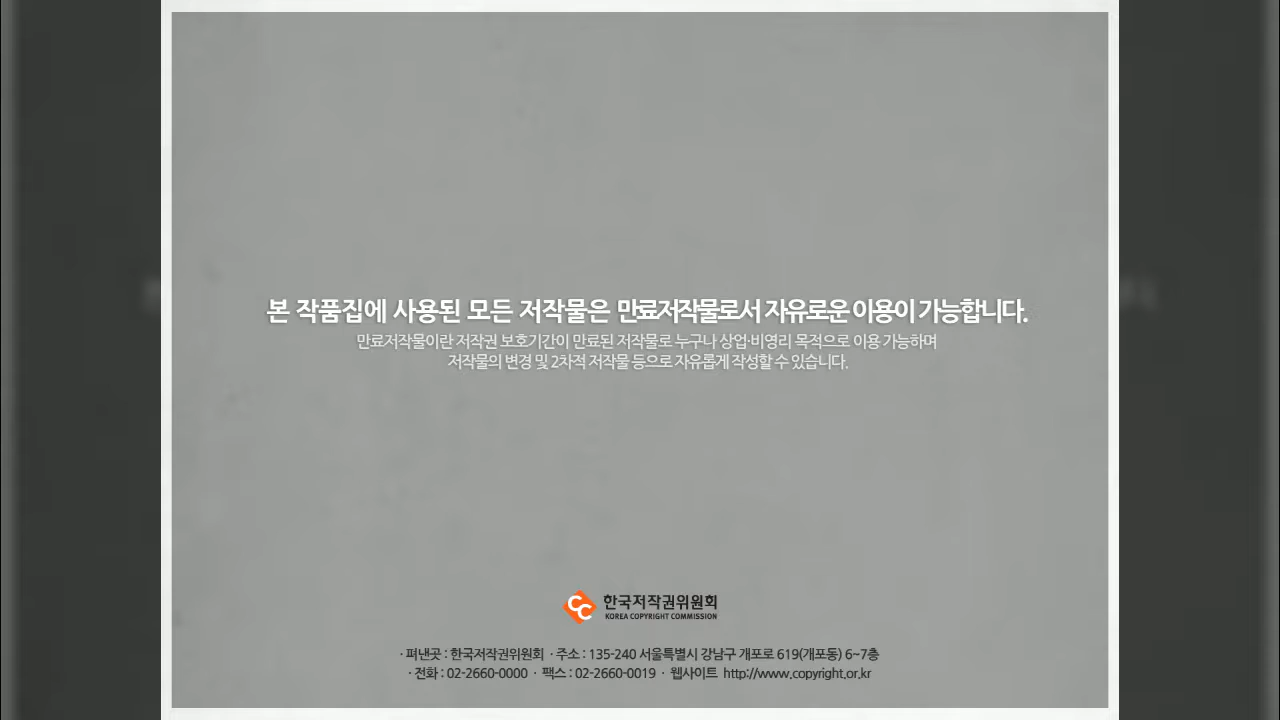 본 작품집에 사용된 모든 저작물은 만료저작물로서 자유로운 이용이 가능합니다.
만료저작물이란 저작권 보호기간이 만료된 저작물로 누구나 상업·비영리 목적으로 이용 가능하며
저작물의 변경 및 2차적 저작물 등으로 자유롭게 작성할 수 있습니다.
CC 한국저작권위원회
KOREA COPYRIGHT COMMISSION
· 펴낸곳 : 한국저작권위원회 · 주소 : 135-240 서울특별시 강남구 개포로 619(개포동) 6~7층
· 전화 : 02-2660-0000 · 팩스 : 02-2660-0019 · 웹사이트 http://www.copyright.or.kr